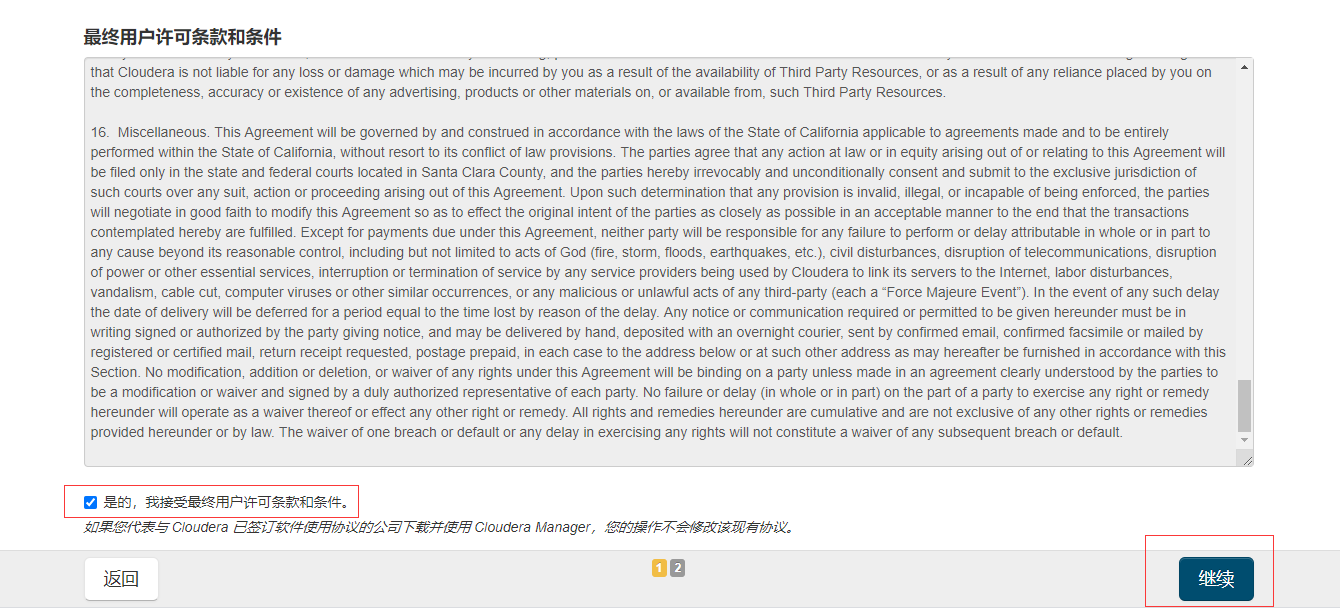 最终用户许可条款和条件
that Cloudera is not liable for any loss or damage which may be incurred by you as a result of the availability of Third Party Resources, or as a result of any reliance placed by you on
the completeness, accuracy or existence of any advertising, products or other materials on, or available from, such Third Party Resources.
16. Miscellaneous. This Agreement will be governed by and construed in accordance with the laws of the State of California applicable to agreements made and to be entirely
performed within the State of California, without resort to its conflict of law provisions. The parties agree that any action at law or in equity arising out of or relating to this Agreement will
be filed only in the state and federal courts located in Santa Clara County, and the parties hereby irrevocably and unconditionally consent and submit to the exclusive jurisdiction of
such courts over any suit, action or proceeding arising out of this Agreement. Upon such determination that any provision is invalid, illegal, or incapable of being enforced, the parties
will negotiate in good faith to modify this Agreement so as to effect the original intent of the parties as closely as possible in an acceptable manner to the end that the transactions
contemplated hereby are fulfilled. Except for payments due under this Agreement, neither party will be responsible for any failure to perform or delay attributable in whole or in part to
any cause beyond its reasonable control, including but not limited to acts of God (fire, storm, floods, earthquakes, etc.), civil disturbances, disruption of telecommunications, disruption
of power or other essential services, interruption or termination of service by any service providers being used by Cloudera to link its servers to the Internet, labor disturbances,
vandalism, cable cut, computer viruses or other similar occurrences, or any malicious or unlawful acts of any third-party (each a “Force Majeure Event”). In the event of any such delay
the date of delivery will be deferred for a period equal to the time lost by reason of the delay. Any notice or communication required or permitted to be given hereunder must be in
writing signed or authorized by the party giving notice, and may be delivered by hand, deposited with an overnight courier, sent by confirmed email, confirmed facsimile or mailed by
registered or certified mail, return receipt requested, postage prepaid, in each case to the address below or at such other address as may hereafter be furnished in accordance with this
Section. No modification, addition or deletion, or waiver of any rights under this Agreement will be binding on a party unless made in an agreement clearly understood by the parties to
be a modification or waiver and signed by a duly authorized representative of each party. No failure or delay (in whole or in part) on the part of a party to exercise any right or remedy
hereunder will operate as a waiver thereof or effect any other right or remedy. All rights and remedies hereunder are cumulative and are not exclusive of any other rights or remedies
provided hereunder or by law. The waiver of one breach or default or any delay in exercising any rights will not constitute a waiver of any subsequent breach or default.
是的，我接受最终用户许可条款和条件。
如果您代表与 Cloudera 已签订软件使用协议的公司下载并使用 Cloudera Manager，您的操作不会修改该现有协议。
返回
1 2
继续